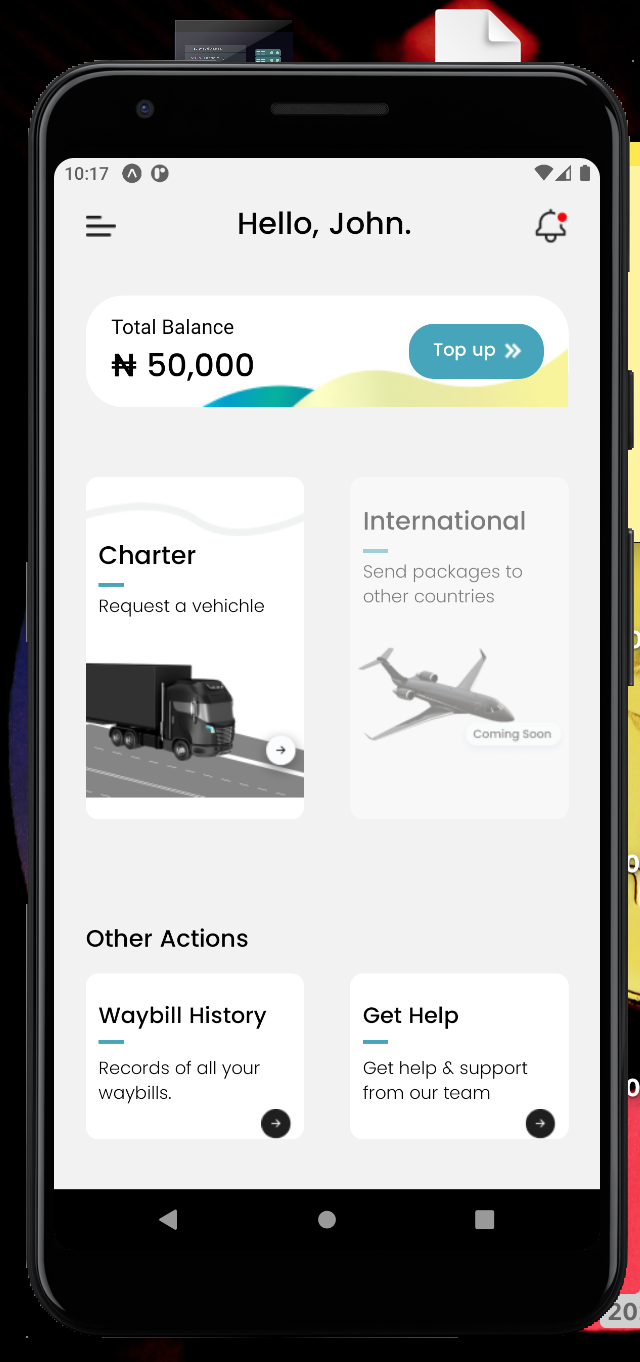 10:17
Hello, John.
Total Balance
₦ 50,000
Top up
Charter
Request a vehichle
International
Send packages to
other countries
Coming Soon
Other Actions
Waybill History
Records of all your
waybills.
Get Help
Get help & support
from our team